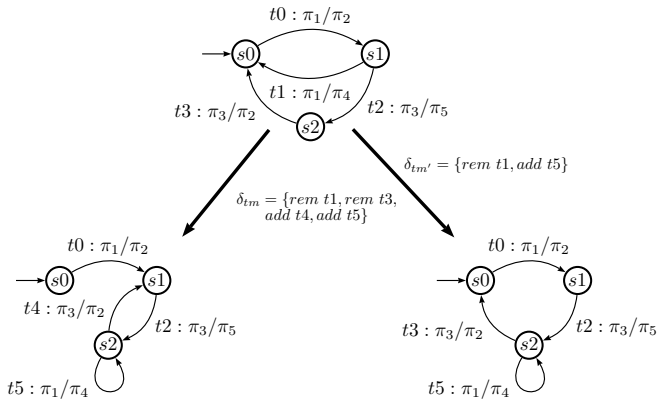 t0 : π₁/π₂
s0
s1
t1 : π₁/π₄
t3 : π₃/π₂
t2 : π₃/π₅
s2
δₜₘ′ = {rem t1, add t5}
δₜₘ = {rem t1, rem t3,
add t4, add t5}
t0 : π₁/π₂
s0
s1
t4 : π₃/π₂
t2 : π₃/π₅
s2
t5 : π₁/π₄
t0 : π₁/π₂
s0
s1
t3 : π₃/π₂
t2 : π₃/π₅
s2
t5 : π₁/π₄